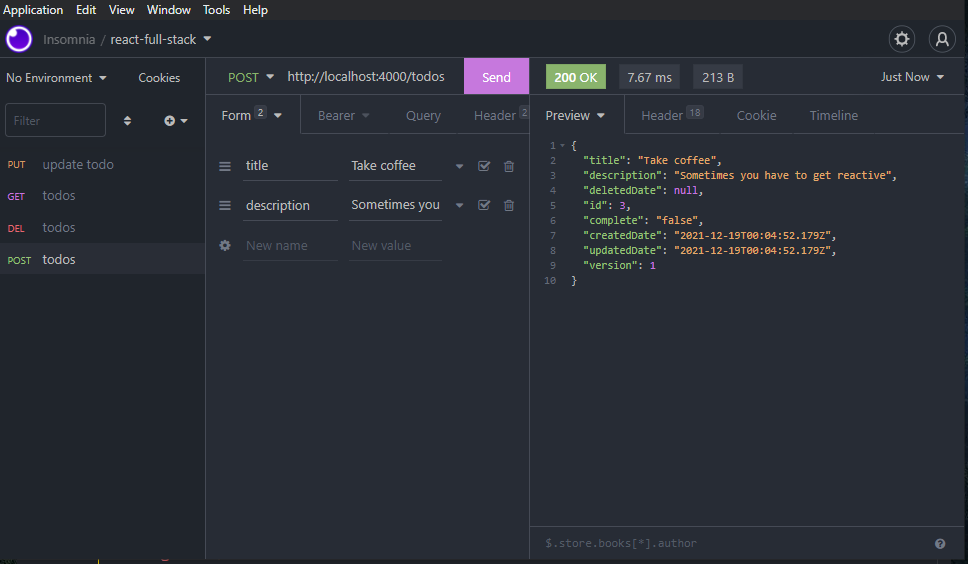 Application Edit View Window Tools Help
Insomnia / react-full-stack
No Environment Cookies
POST http://localhost:4000/todos Send
200 OK 7.67 ms 213 B Just Now
Filter
Form 2 Bearer Query Header 2
Preview Header 18 Cookie Timeline
PUT update todo
GET todos
DEL todos
POST todos
title Take coffee
description Sometimes you
New name New value
1 {
2 "title": "Take coffee",
3 "description": "Sometimes you have to get reactive",
4 "deletedDate": null,
5 "id": 3,
6 "complete": "false",
7 "createdDate": "2021-12-19T00:04:52.179Z",
8 "updatedDate": "2021-12-19T00:04:52.179Z",
9 "version": 1
10 }
$.store.books[*].author